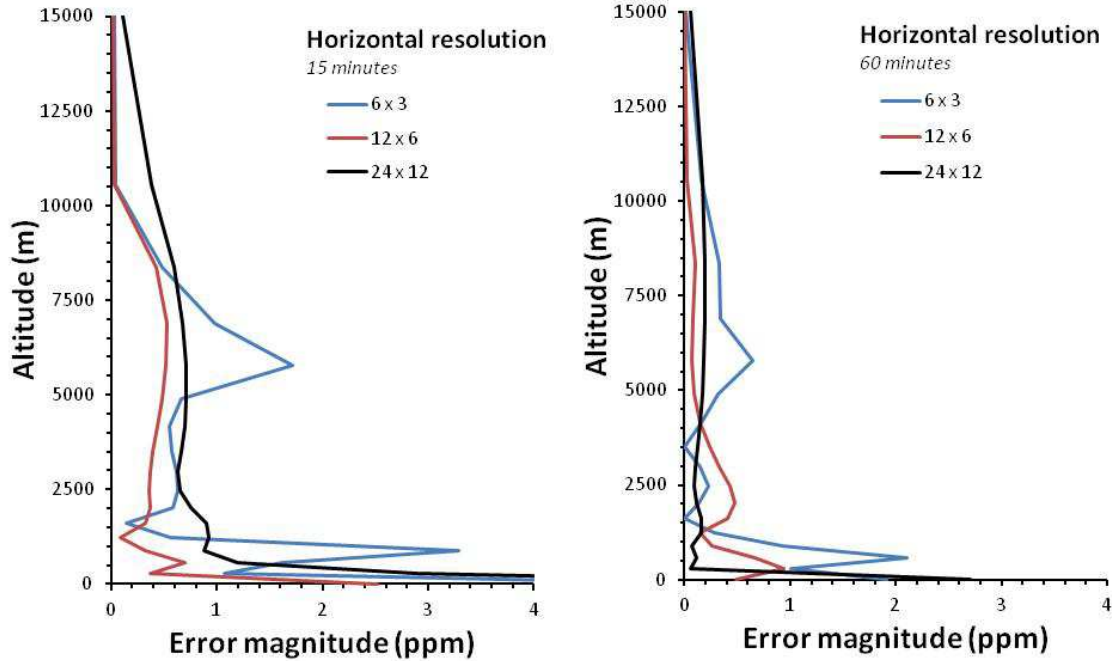 15000
12500
10000
7500
5000
2500
0
Altitude (m)
0 1 2 3 4
Error magnitude (ppm)
Horizontal resolution
15 minutes
6 x 3
12 x 6
24 x 12
15000
12500
10000
7500
5000
2500
0
Altitude (m)
0 1 2 3 4
Error magnitude (ppm)
Horizontal resolution
60 minutes
6 x 3
12 x 6
24 x 12